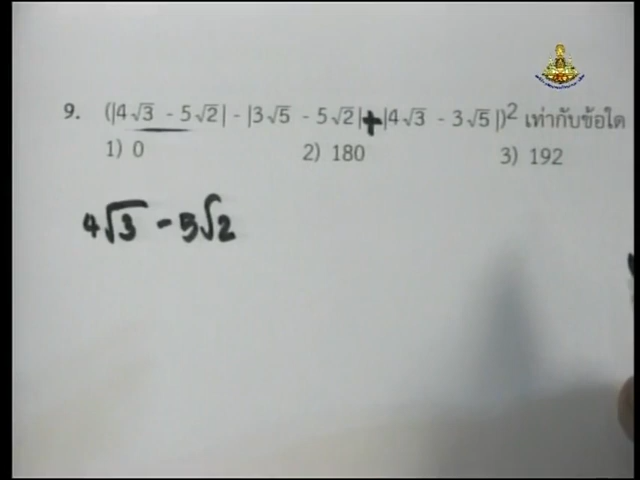 9. (|4√3 - 5√2| - |3√5 - 5√2|+|4√3 - 3√5|)² เท่ากับข้อใด
1) 0 2) 180 3) 192
4√3 - 5√2